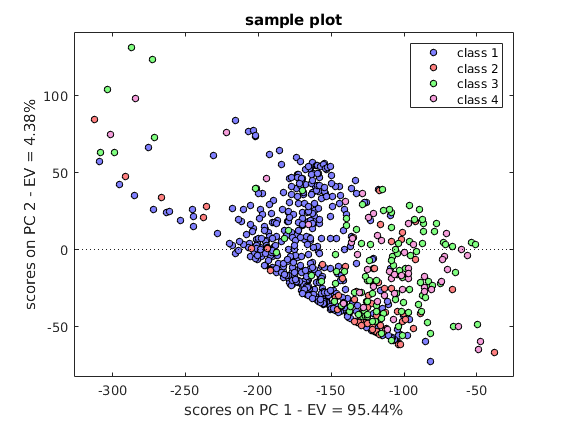 sample plot
class 1
class 2
class 3
class 4
100
50
0
-50
-300
-250
-200
-150
-100
-50
scores on PC 1 - EV = 95.44%
scores on PC 2 - EV = 4.38%